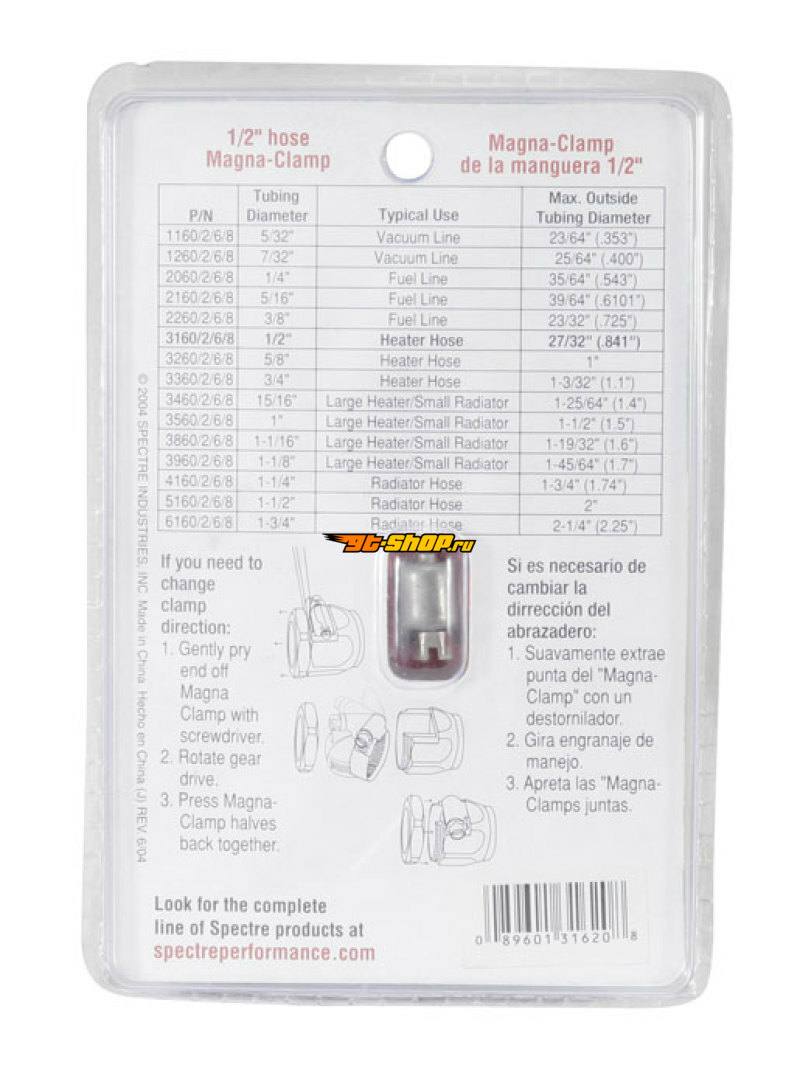 1/2" hose
Magna-Clamp
Magna-Clamp
de la manguera 1/2"
P/N Tubing Diameter Typical Use Max. Outside Tubing Diameter
1160/2/6/8 5/32" Vacuum Line 23/64" (.353")
1260/2/6/8 7/32" Vacuum Line 25/64" (.400")
2060/2/6/8 1/4" Fuel Line 35/64" (.543")
2160/2/6/8 5/16" Fuel Line 39/64" (.6101")
2260/2/6/8 3/8" Fuel Line 23/32" (.725")
3160/2/6/8 1/2" Heater Hose 27/32" (.841")
3260/2/6/8 5/8" Heater Hose 1"
3360/2/6/8 3/4" Heater Hose 1-3/32" (1.1")
3460/2/6/8 15/16" Large Heater/Small Radiator 1-25/64" (1.4")
3560/2/6/8 1" Large Heater/Small Radiator 1-1/2" (1.5")
3860/2/6/8 1-1/16" Large Heater/Small Radiator 1-19/32" (1.6")
3960/2/6/8 1-1/8" Large Heater/Small Radiator 1-45/64" (1.7")
4160/2/6/8 1-1/4" Radiator Hose 1-3/4" (1.74")
5160/2/6/8 1-1/2" Radiator Hose 2"
6160/2/6/8 1-3/4" Radiator Hose 2-1/4" (2.25")
gt-shop.ru
© 2004 SPECTRE INDUSTRIES, INC. Made in China Hecho en China (J) REV. 6/04
If you need to
change
clamp
direction:
1. Gently pry
end off
Magna
Clamp with
screwdriver.
2. Rotate gear
drive.
3. Press Magna-
Clamp halves
back together.
Si es necesario de
cambiar la
dirrección del
abrazadero:
1. Suavamente extrae
punta del "Magna-
Clamp" con un
destornilador.
2. Gira engranaje de
manejo.
3. Apreta las "Magna-
Clamps juntas.
Look for the complete
line of Spectre products at
spectreperformance.com
0 89601 31620 8